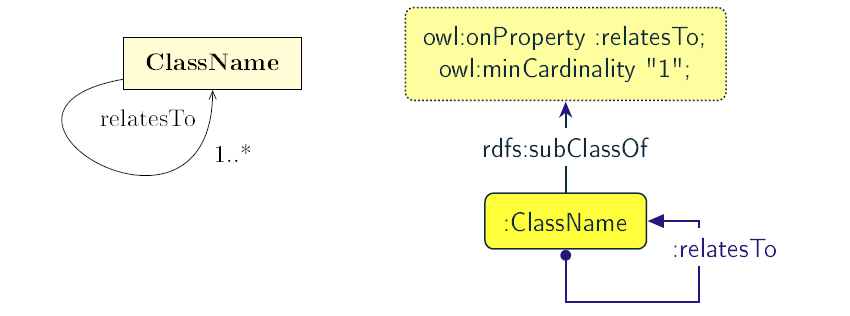 ClassName
relatesTo
1..*
owl:onProperty :relatesTo;
owl:minCardinality "1";
rdfs:subClassOf
:ClassName
:relatesTo